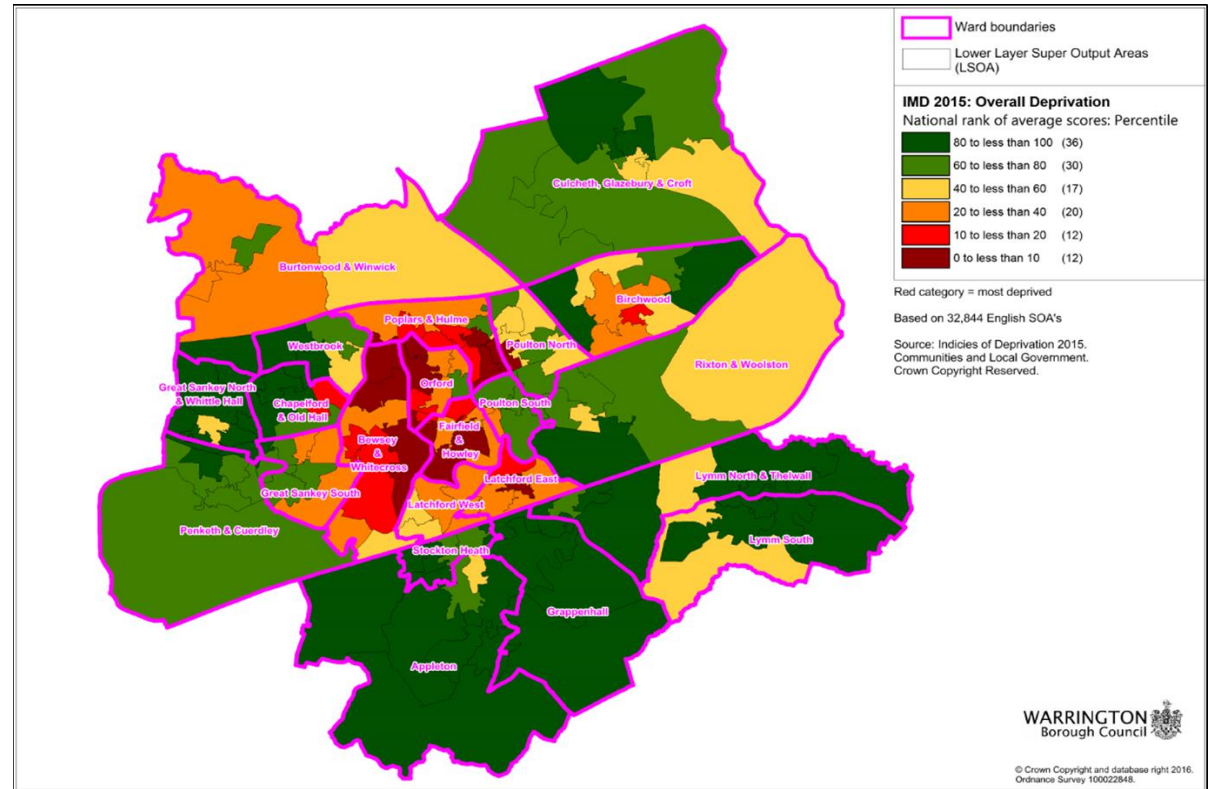 Ward boundaries
Lower Layer Super Output Areas
(LSOA)
IMD 2015: Overall Deprivation
National rank of average scores: Percentile
80 to less than 100 (36)
60 to less than 80 (30)
40 to less than 60 (17)
20 to less than 40 (20)
10 to less than 20 (12)
0 to less than 10 (12)
Red category = most deprived
Based on 32,844 English SOA's
Source: Indicies of Deprivation 2015.
Communities and Local Government.
Crown Copyright Reserved.
Culcheth, Glazebury & Croft
Burtonwood & Winwick
Birchwood
Poplars & Hulme
Westbrook
Poulton North
Rixton & Woolston
Great Sankey North
& Whittle Hall
Orford
Chapelford
& Old Hall
Poulton South
Fairfield
&
Howley
Bewsey
&
Whitecross
Latchford East
Lymm North & Thelwall
Great Sankey South
Latchford West
Penketh & Cuerdley
Lymm South
Stockton Heath
Grappenhall
Appleton
WARRINGTON
Borough Council
© Crown Copyright and database right 2016.
Ordnance Survey 100022848.